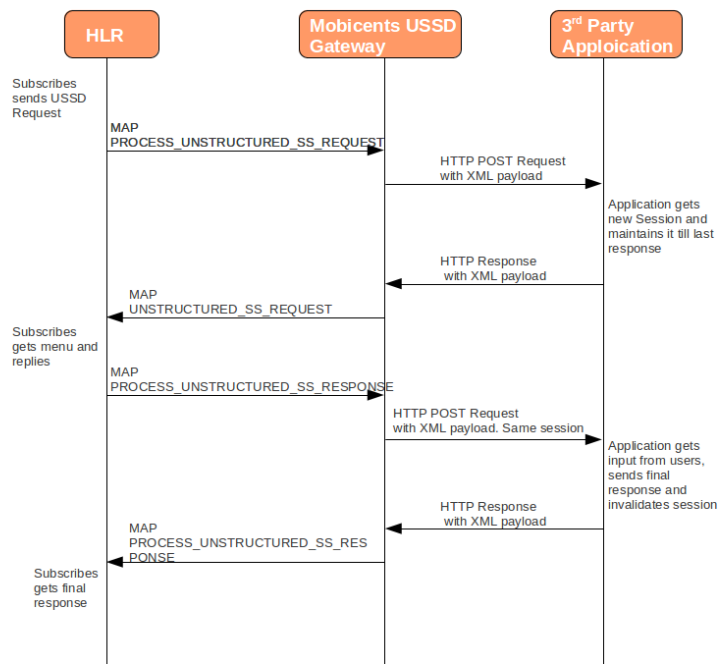 HLR
Mobicents USSD
Gateway
3rd Party
Apploication
Subscribes
sends USSD
Request
MAP
PROCESS_UNSTRUCTURED_SS_REQUEST
HTTP POST Request
with XML payload
Application gets
new Session and
maintains it till last
response
HTTP Response
with XML payload
MAP
UNSTRUCTURED_SS_REQUEST
Subscribes
gets menu and
replies
MAP
PROCESS_UNSTRUCTURED_SS_RESPONSE
HTTP POST Request
with XML payload. Same session
Application gets
input from users,
sends final
response and
invalidates session
HTTP Response
with XML payload
MAP
PROCESS_UNSTRUCTURED_SS_RES
PONSE
Subscribes
gets final
response